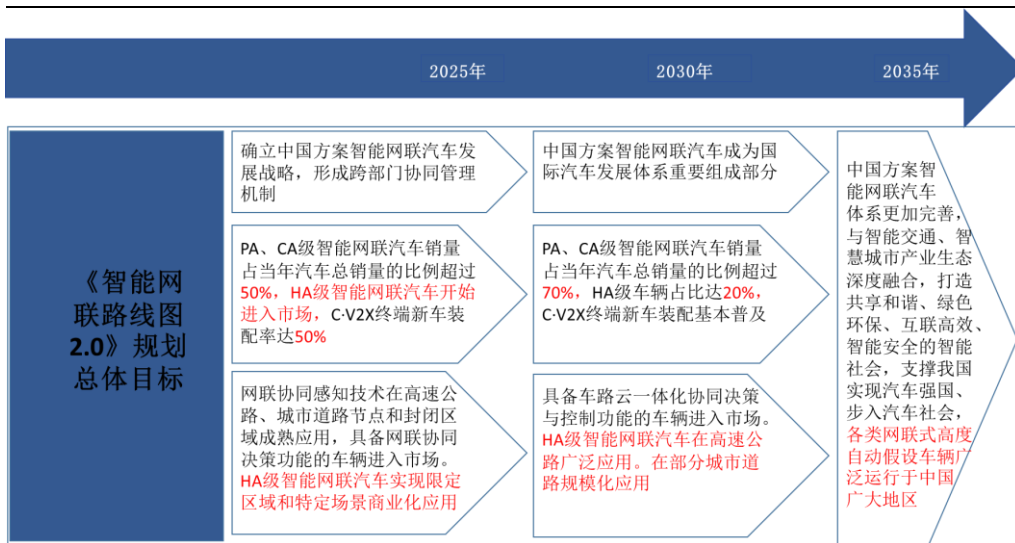 2025年
2030年
2035年
《智能网
联路线图
2.0》规划
总体目标
确立中国方案智能网联汽车发
展战略，形成跨部门协同管理
机制
中国方案智能网联汽车成为国
际汽车发展体系重要组成部分
PA、CA级智能网联汽车销量
占当年汽车总销量的比例超过
50%，HA级智能网联汽车开始
进入市场，C-V2X终端新车装
配率达50%
PA、CA级智能网联汽车销量
占当年汽车总销量的比例超过
70%，HA级车辆占比达20%，
C-V2X终端新车装配基本普及
网联协同感知技术在高速公
路、城市道路节点和封闭区
域成熟应用，具备网联协同
决策功能的车辆进入市场。
HA级智能网联汽车实现限定
区域和特定场景商业化应用
具备车路云一体化协同决策
与控制功能的车辆进入市场。
HA级智能网联汽车在高速公
路广泛应用。在部分城市道
路规模化应用
中国方案智
能网联汽车
体系更加完善，
与智能交通、智
慧城市产业生态
深度融合，打造
共享和谐、绿色
环保、互联高效、
智能安全的智能
社会，支撑我国
实现汽车强国、
步入汽车社会，
各类网联式高度
自动假设车辆广
泛运行于中国
广大地区